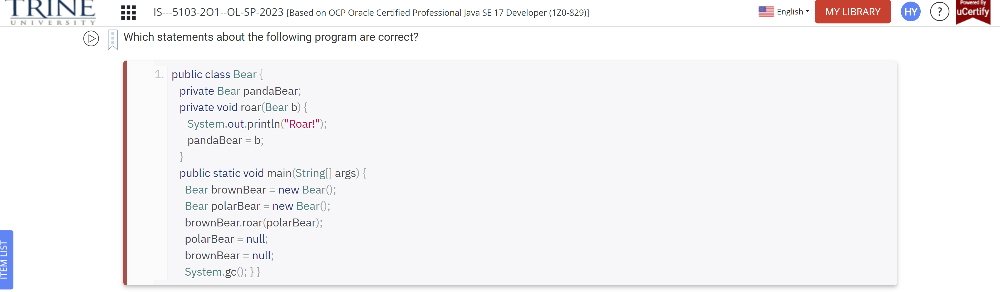 TRINE
UNIVERSITY
IS---5103-2O1--OL-SP-2023 [Based on OCP Oracle Certified Professional Java SE 17 Developer (1Z0-829)]
English
MY LIBRARY
HY
?
Powered By
uCertify
Which statements about the following program are correct?
1. public class Bear {
private Bear pandaBear;
private void roar(Bear b) {
System.out.println("Roar!");
pandaBear = b;
}
public static void main(String[] args) {
Bear brownBear = new Bear();
Bear polarBear = new Bear();
brownBear.roar(polarBear);
polarBear = null;
brownBear = null;
System.gc(); } }
ITEM LIST